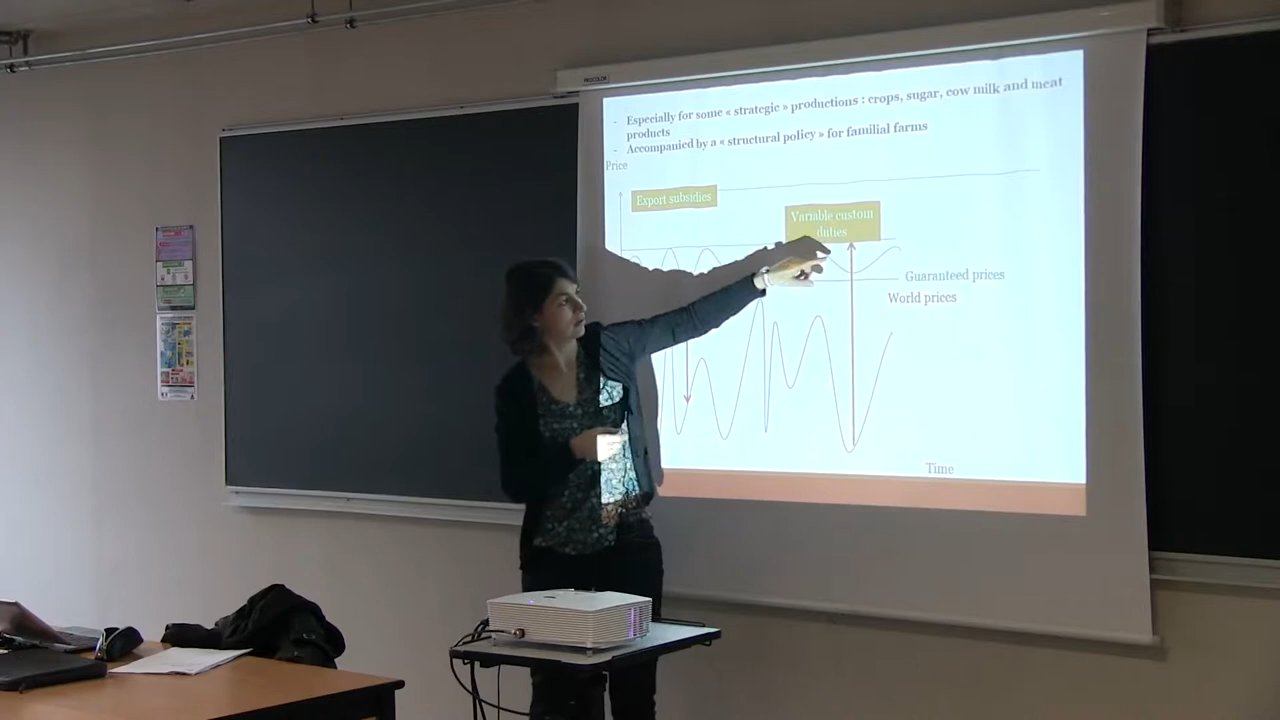 PROCOLOR
- Especially for some « strategic » productions : crops, sugar, cow milk and meat
products
- Accompanied by a « structural policy » for familial farms
Price
Export subsidies
Variable custom
duties
Guaranteed prices
World prices
Time